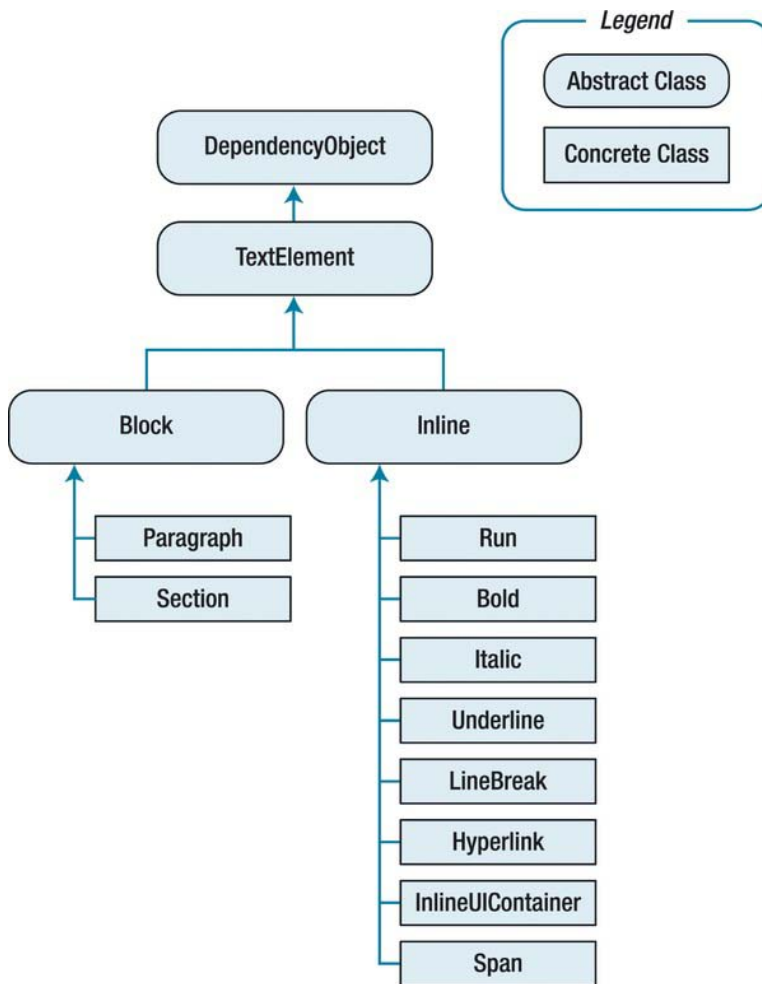 Legend
Abstract Class
Concrete Class
DependencyObject
TextElement
Block
Inline
Paragraph
Section
Run
Bold
Italic
Underline
LineBreak
Hyperlink
InlineUIContainer
Span